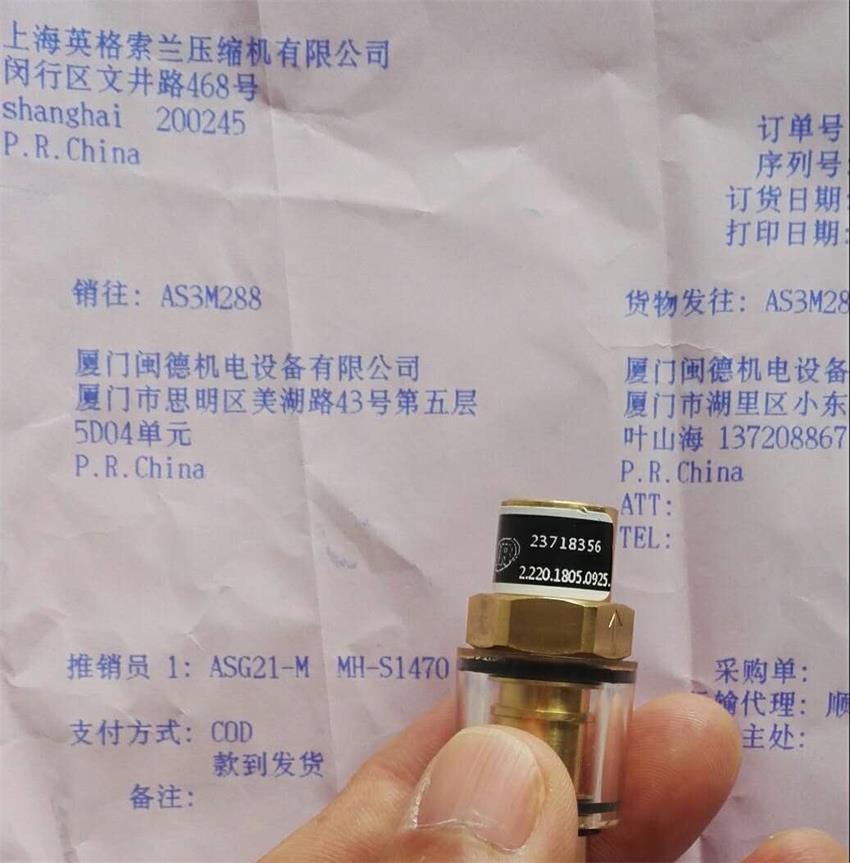 上海英格索兰压缩机有限公司
闵行区文井路468号
shanghai 200245
P.R.China
订单号
序列号:
订货日期:
打印日期:
销往: AS3M288
货物发往: AS3M28
厦门闽德机电设备有限公司
厦门市思明区美湖路43号第五层
5D04单元
P.R.China
厦门闽德机电设备
厦门市湖里区小东
叶山海 137208867
P.R.China
ATT:
TEL:
23718356
2.220.1805.0925.
推销员 1: ASG21-M MH-S1470
采购单:
输代理: 顺
主处:
支付方式: COD
款到发货
备注: